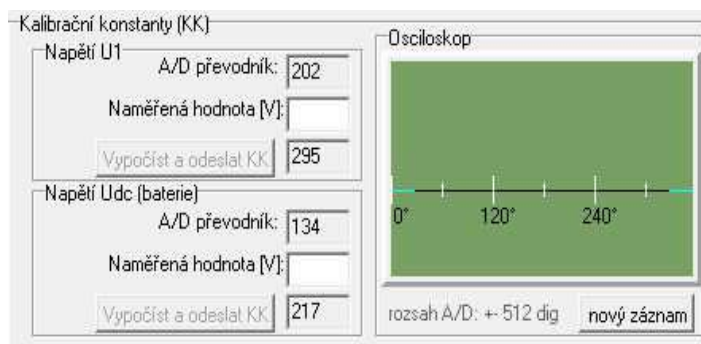 Kalibrační konstanty (KK)
Napětí U1
A/D převodník: 202
Naměřená hodnota [V]:
Vypočíst a odeslat KK 295
Napětí Udc (baterie)
A/D převodník: 134
Naměřená hodnota [V]:
Vypočíst a odeslat KK 217
Osciloskop
0° 120° 240°
rozsah A/D: +- 512 dig nový záznam